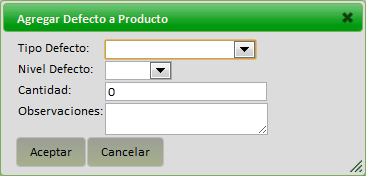 Agregar Defecto a Producto
Tipo Defecto:
Nivel Defecto:
Cantidad: 0
Observaciones:
Aceptar Cancelar